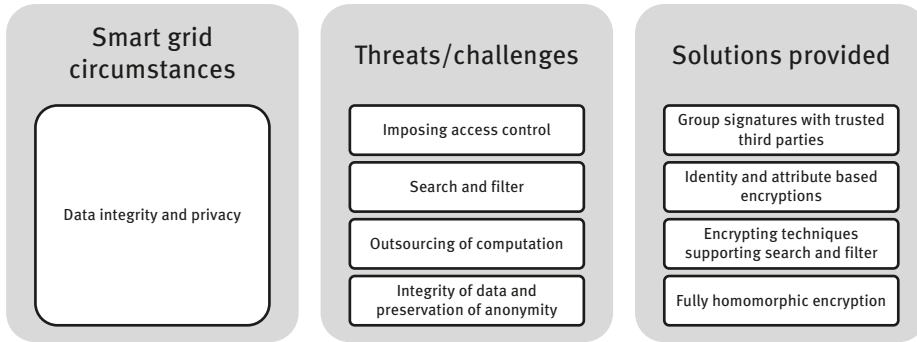 Smart grid
circumstances
Data integrity and privacy
Threats/challenges
Imposing access control
Search and filter
Outsourcing of computation
Integrity of data and
preservation of anonymity
Solutions provided
Group signatures with trusted
third parties
Identity and attribute based
encryptions
Encrypting techniques
supporting search and filter
Fully homomorphic encryption